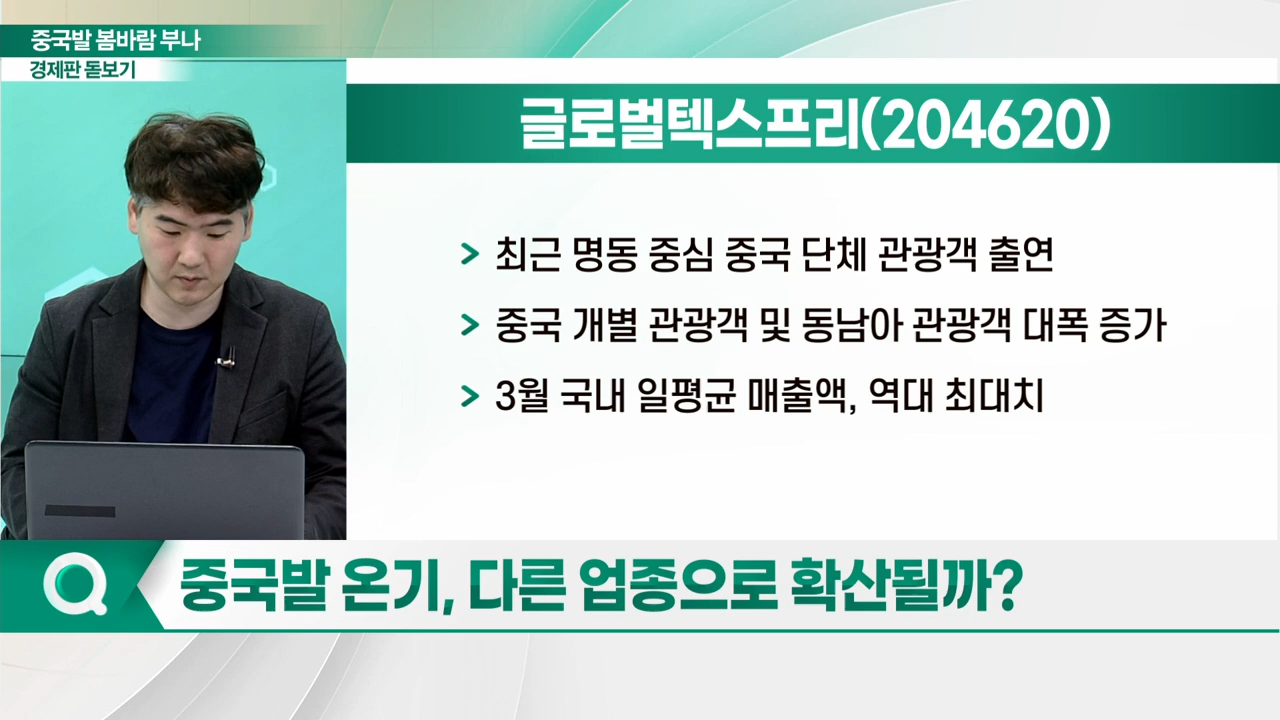 중국발 봄바람 부나
경제판 돋보기
글로벌텍스프리(204620)
> 최근 명동 중심 중국 단체 관광객 출연
> 중국 개별 관광객 및 동남아 관광객 대폭 증가
> 3월 국내 일평균 매출액, 역대 최대치
Q 중국발 온기, 다른 업종으로 확산될까?